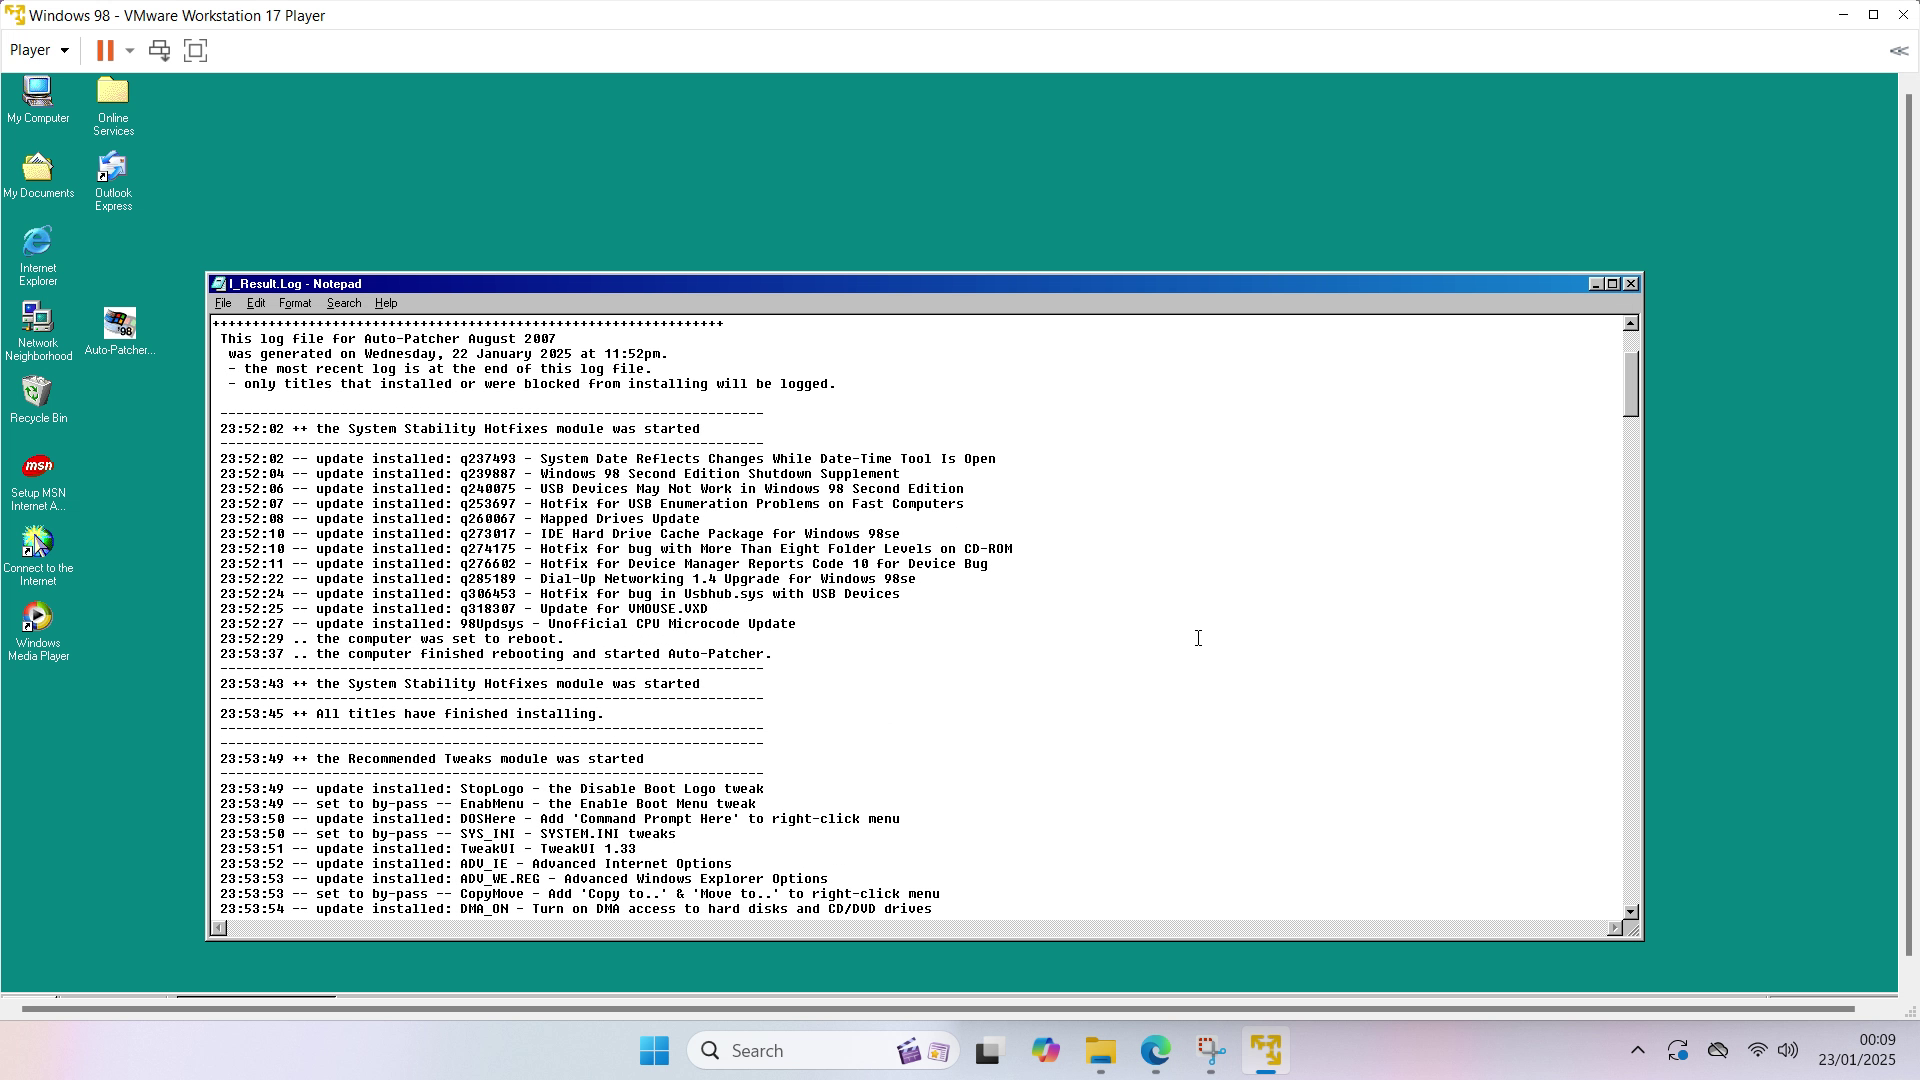 Windows 98 - VMware Workstation 17 Player
Player
My Computer
Online
Services
My Documents
Outlook
Express
Internet
Explorer
Network
Neighborhood
'98
Auto-Patcher...
Recycle Bin
msn
Setup MSN
Internet A...
Connect to the
Internet
Windows
Media Player
I_Result.Log - Notepad
File Edit Format Search Help
++++++++++++++++++++++++++++++++++++++++++++++++++++++++++++++++
This log file for Auto-Patcher August 2007
was generated on Wednesday, 22 January 2025 at 11:52pm.
- the most recent log is at the end of this log file.
- only titles that installed or were blocked from installing will be logged.
--------------------------------------------------------------------
23:52:02 ++ the System Stability Hotfixes module was started
--------------------------------------------------------------------
23:52:02 -- update installed: q237493 - System Date Reflects Changes While Date-Time Tool Is Open
23:52:04 -- update installed: q239887 - Windows 98 Second Edition Shutdown Supplement
23:52:06 -- update installed: q240075 - USB Devices May Not Work in Windows 98 Second Edition
23:52:07 -- update installed: q253697 - Hotfix for USB Enumeration Problems on Fast Computers
23:52:08 -- update installed: q260067 - Mapped Drives Update
23:52:10 -- update installed: q273017 - IDE Hard Drive Cache Package for Windows 98se
23:52:10 -- update installed: q274175 - Hotfix for bug with More Than Eight Folder Levels on CD-ROM
23:52:11 -- update installed: q276602 - Hotfix for Device Manager Reports Code 10 for Device Bug
23:52:22 -- update installed: q285189 - Dial-Up Networking 1.4 Upgrade for Windows 98se
23:52:24 -- update installed: q306453 - Hotfix for bug in Usbhub.sys with USB Devices
23:52:25 -- update installed: q318307 - Update for VMOUSE.VXD
23:52:27 -- update installed: 98Updsys - Unofficial CPU Microcode Update
23:52:29 .. the computer was set to reboot.
23:53:37 .. the computer finished rebooting and started Auto-Patcher.
--------------------------------------------------------------------
23:53:43 ++ the System Stability Hotfixes module was started
--------------------------------------------------------------------
23:53:45 ++ All titles have finished installing.
--------------------------------------------------------------------
--------------------------------------------------------------------
23:53:49 ++ the Recommended Tweaks module was started
--------------------------------------------------------------------
23:53:49 -- update installed: StopLogo - the Disable Boot Logo tweak
23:53:49 -- set to by-pass -- EnabMenu - the Enable Boot Menu tweak
23:53:50 -- update installed: DOSHere - Add 'Command Prompt Here' to right-click menu
23:53:50 -- set to by-pass -- SYS_INI - SYSTEM.INI tweaks
23:53:51 -- update installed: TweakUI - TweakUI 1.33
23:53:52 -- update installed: ADV_IE - Advanced Internet Options
23:53:53 -- update installed: ADV_WE.REG - Advanced Windows Explorer Options
23:53:53 -- set to by-pass -- CopyMove - Add 'Copy to..' & 'Move to..' to right-click menu
23:53:54 -- update installed: DMA_ON - Turn on DMA access to hard disks and CD/DVD drives
Search
00:09
23/01/2025